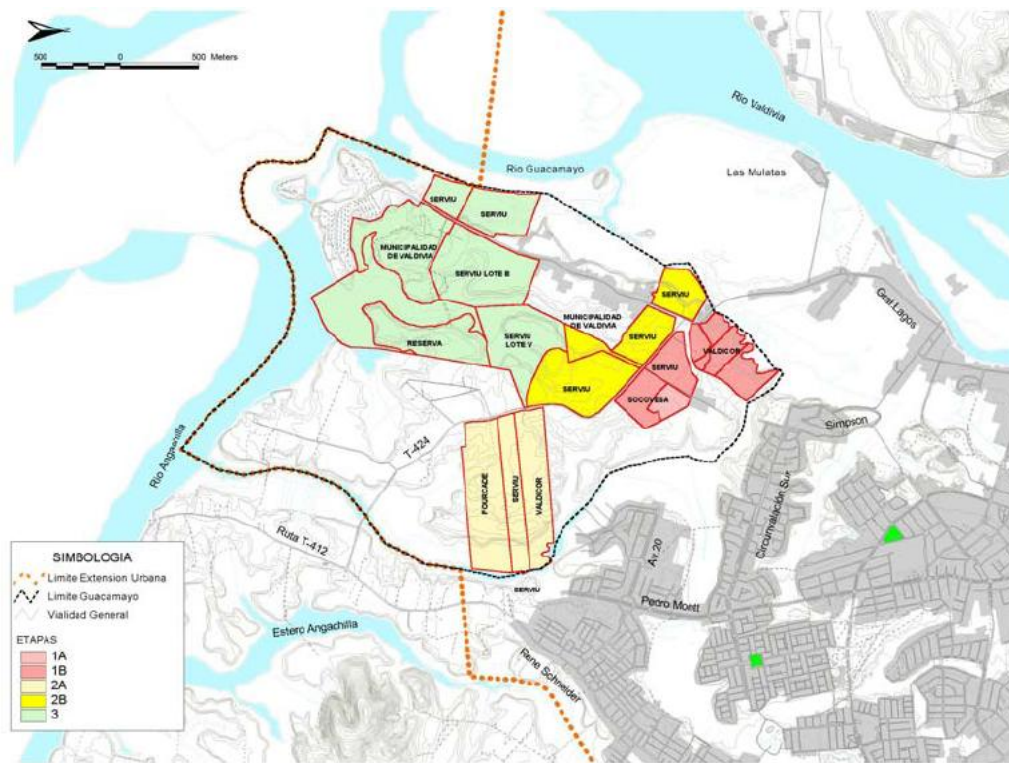 500 0 500 Meters
Rio Valdivia
Rio Guacamayo
Las Mulatas
SERVIU
SERVIU
MUNICIPALIDAD
DE VALDIVIA
SERVIU LOTE B
SERVIU
Gral Lagos
MUNICIPALIDAD
DE VALDIVIA
SERVIU
LOTE V
SERVIU
RESERVA
VALDICOR
SERVIU
SERVIU
SOCOVESA
Simpson
T-424
Rio Angachilla
FOURCADE
SERVIU
VALDICOR
Circunvalación Sur
Ruta T-412
Av 20
SERVIU
Pedro Montt
Estero Angachilla
Rene Schneider
SIMBOLOGIA
Limite Extension Urbana
Limite Guacamayo
Vialidad General
ETAPAS
1A
1B
2A
2B
3